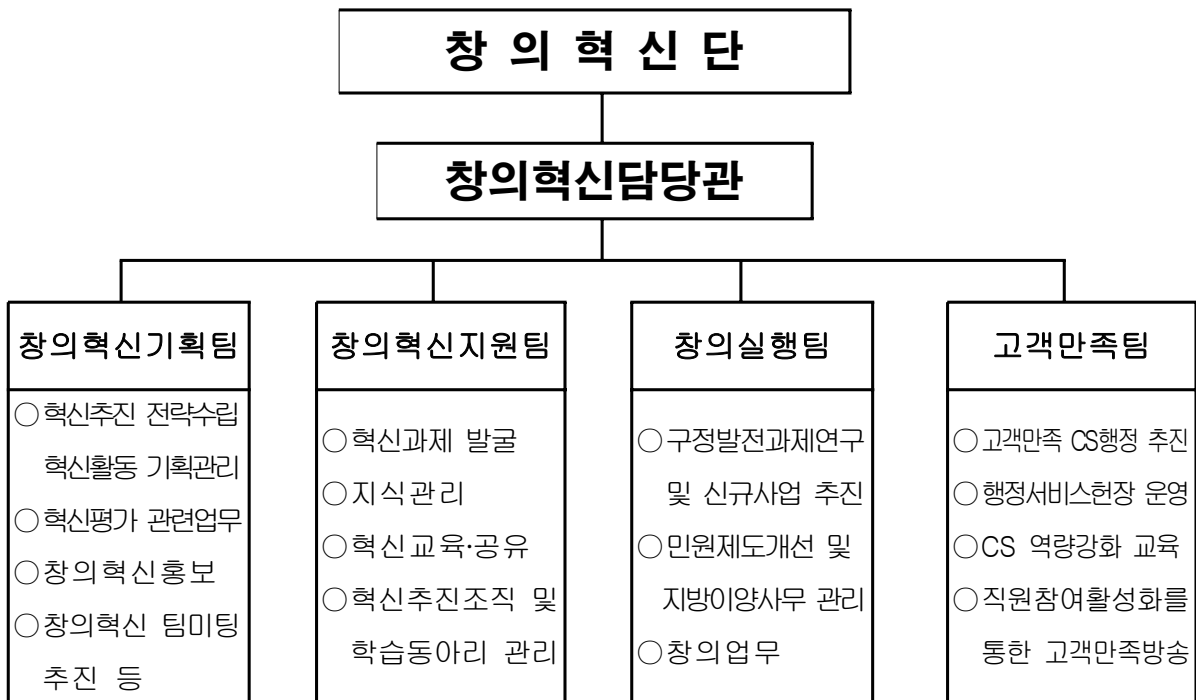 창 의 혁 신 단
창의혁신담당관
창의혁신기획팀
○혁신추진 전략수립
혁신활동 기획관리
○혁신평가 관련업무
○창의혁신홍보
○창의혁신 팀미팅
추진 등
창의혁신지원팀
○혁신과제 발굴
○지식관리
○혁신교육·공유
○혁신추진조직 및
학습동아리 관리
창의실행팀
○구정발전과제연구
및 신규사업 추진
○민원제도개선 및
지방이양사무 관리
○창의업무
고객만족팀
○고객만족 CS행정 추진
○행정서비스헌장 운영
○CS 역량강화 교육
○직원참여활성화를
통한 고객만족방송